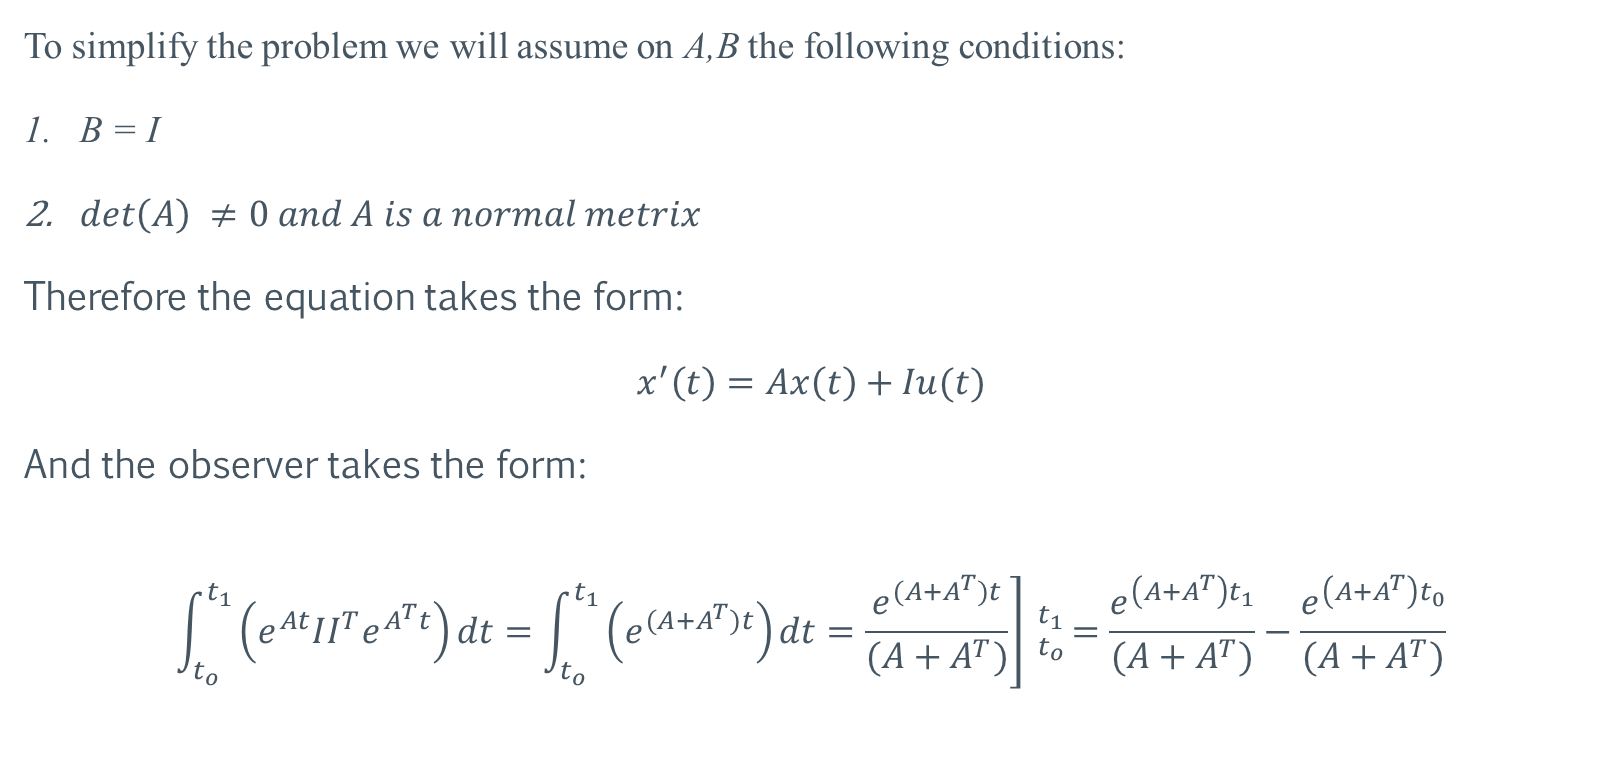 To simplify the problem we will assume on A,B the following conditions:
1. B = I
2. det(A) ≠ 0 and A is a normal metrix
Therefore the equation takes the form:
x′(t) = Ax(t) + Iu(t)
And the observer takes the form:
∫_{t_o}^{t_1} (e^{At} I I^T e^{A^T t}) dt = ∫_{t_o}^{t_1} (e^{(A+A^T)t}) dt = e^{(A+A^T)t} / (A + A^T) ]_{t_o}^{t_1} = e^{(A+A^T)t_1} / (A + A^T) − e^{(A+A^T)t_0} / (A + A^T)